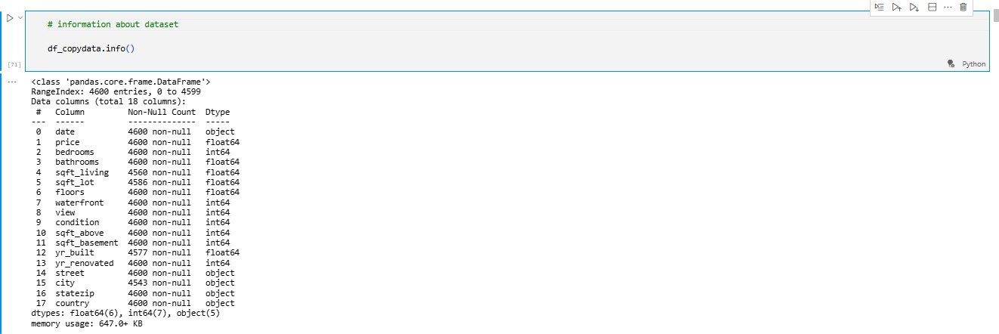 # information about dataset
df_copydata.info()
[71]
Python
...
<class 'pandas.core.frame.DataFrame'>
RangeIndex: 4600 entries, 0 to 4599
Data columns (total 18 columns):
 #   Column         Non-Null Count  Dtype
---  ------         --------------  -----
 0   date           4600 non-null   object
 1   price          4600 non-null   float64
 2   bedrooms       4600 non-null   int64
 3   bathrooms      4600 non-null   float64
 4   sqft_living    4560 non-null   float64
 5   sqft_lot       4586 non-null   float64
 6   floors         4600 non-null   float64
 7   waterfront     4600 non-null   int64
 8   view           4600 non-null   int64
 9   condition      4600 non-null   int64
 10  sqft_above     4600 non-null   int64
 11  sqft_basement  4600 non-null   int64
 12  yr_built       4577 non-null   float64
 13  yr_renovated   4600 non-null   int64
 14  street         4600 non-null   object
 15  city           4543 non-null   object
 16  statezip       4600 non-null   object
 17  country        4600 non-null   object
dtypes: float64(6), int64(7), object(5)
memory usage: 647.0+ KB